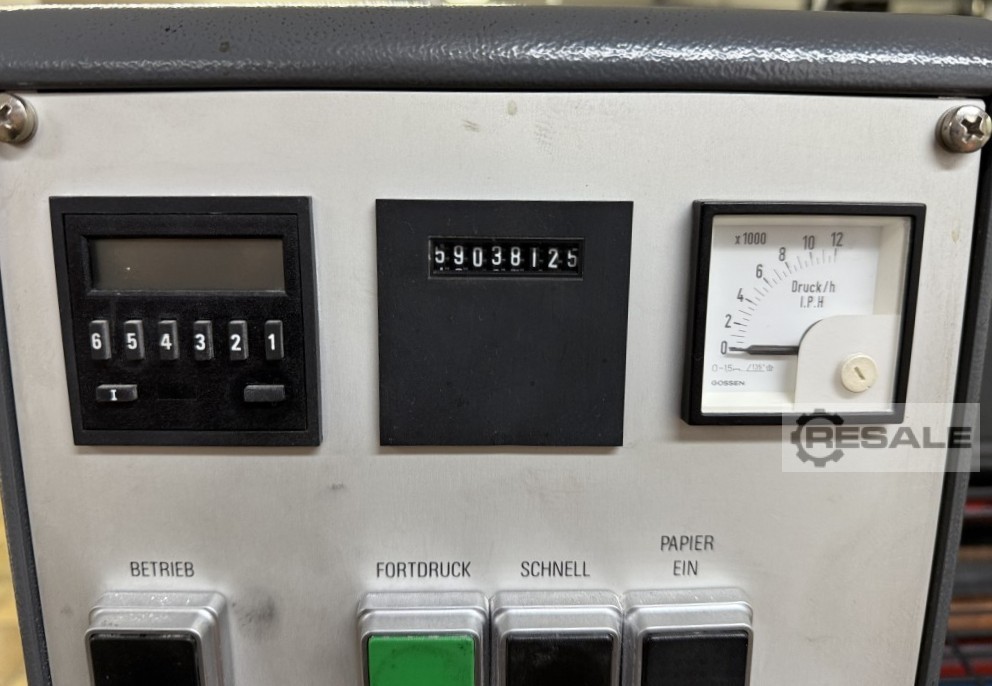 59038125
x1000
0 2 4 6 8 10 12
Druck/h
I.P.H
GOSSEN
6 5 4 3 2 1
I
RESALE
BETRIEB
FORTDRUCK
SCHNELL
PAPIER
EIN